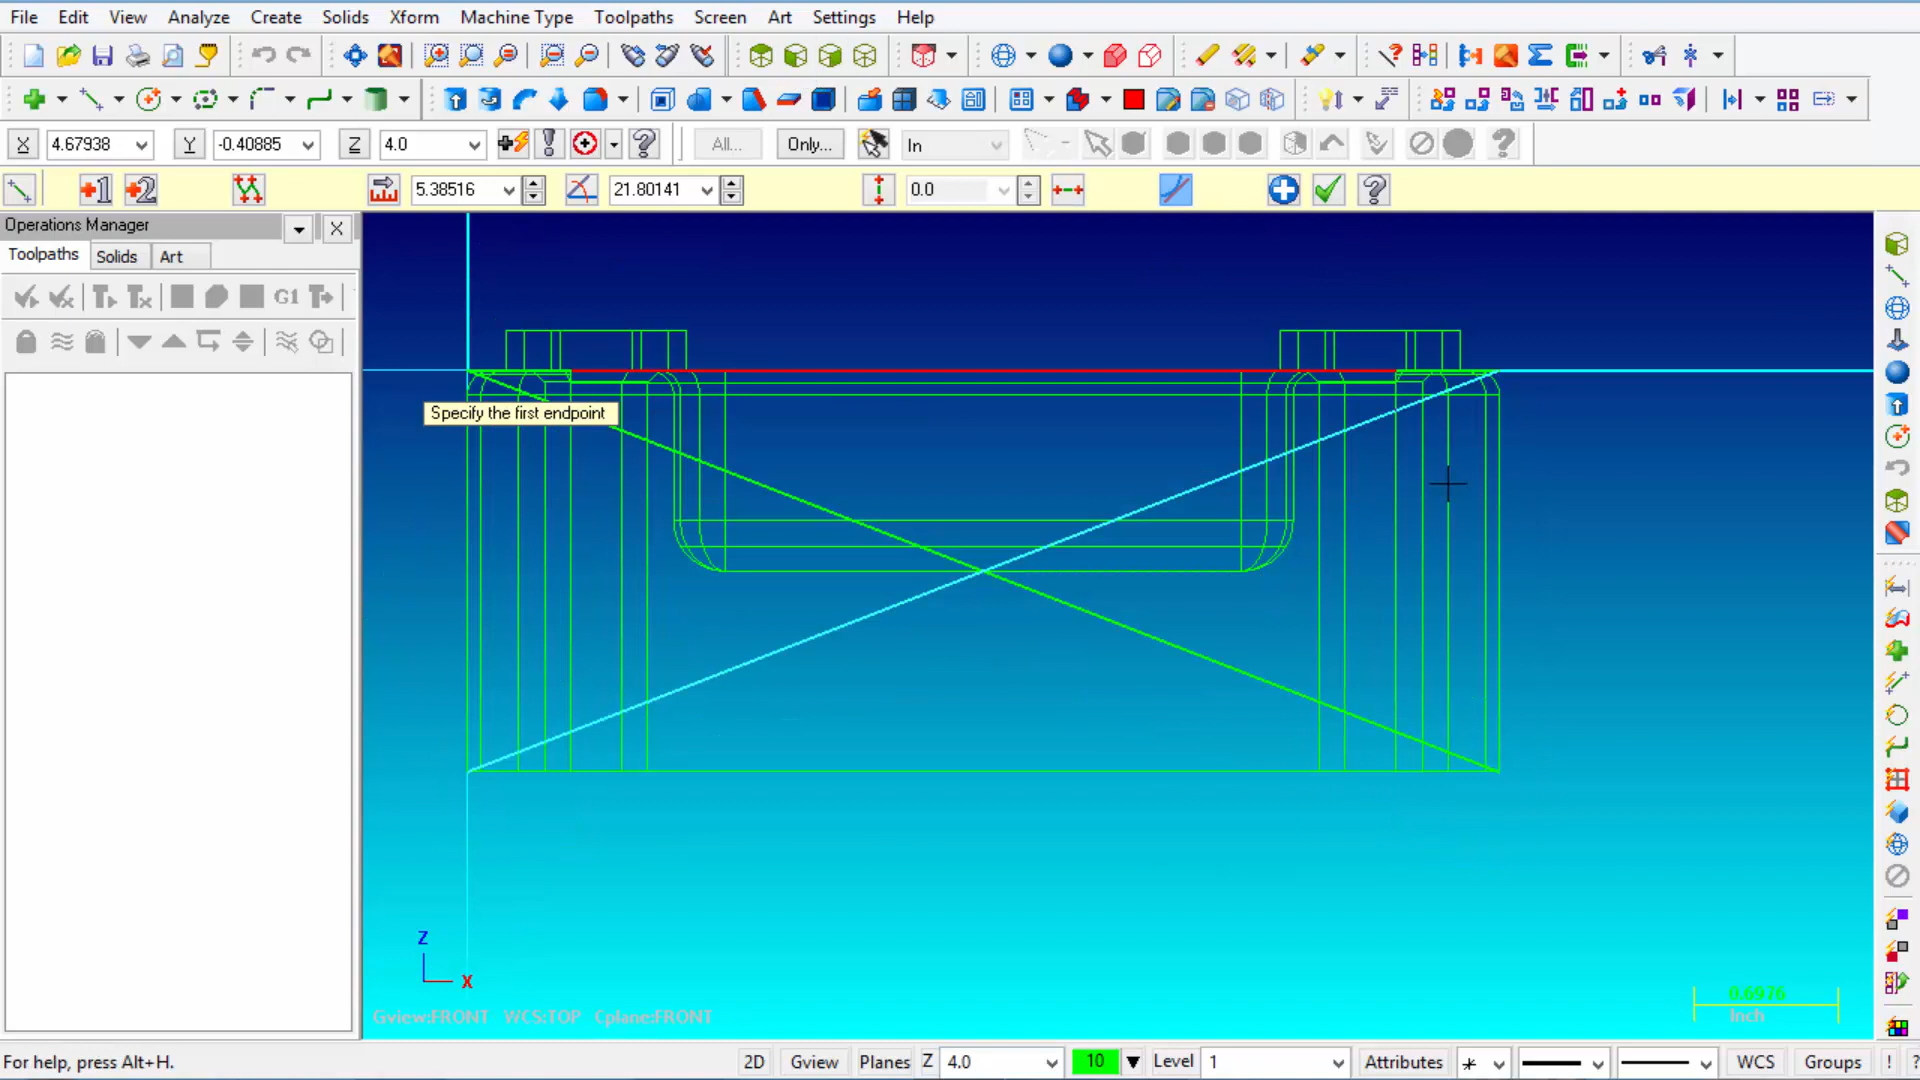 File Edit View Analyze Create Solids Xform Machine Type Toolpaths Screen Art Settings Help
X 4.67938 Y -0.40885 Z 4.0 All... Only... In
+1 +2 5.38516 21.80141 0.0
Operations Manager
Toolpaths Solids Art
G1
Specify the first endpoint
Z
X
0.6976
Inch
Gview:FRONT WCS:TOP Cplane:FRONT
For help, press Alt+H. 2D Gview Planes Z 4.0 10 Level 1 Attributes WCS Groups ! ?